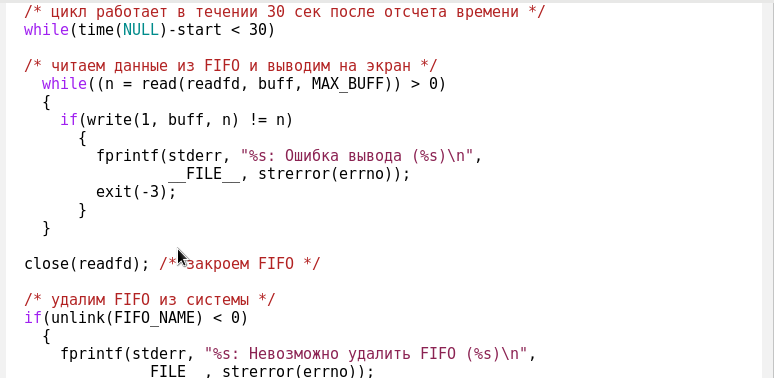 /* цикл работает в течении 30 сек после отсчета времени */
while(time(NULL)-start < 30)
/* читаем данные из FIFO и выводим на экран */
while((n = read(readfd, buff, MAX_BUFF)) > 0)
{
if(write(1, buff, n) != n)
{
fprintf(stderr, "%s: Ошибка вывода (%s)\n",
__FILE__, strerror(errno));
exit(-3);
}
}
close(readfd); /* закроем FIFO */
/* удалим FIFO из системы */
if(unlink(FIFO_NAME) < 0)
{
fprintf(stderr, "%s: Невозможно удалить FIFO (%s)\n",
__FILE__, strerror(errno));